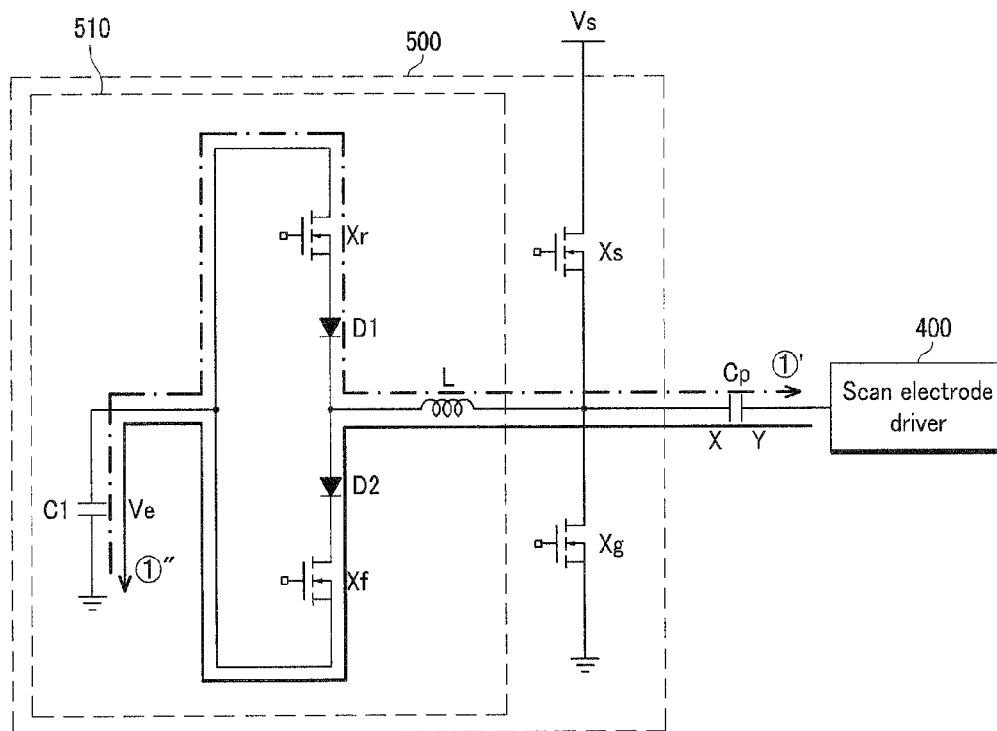 510
500
Vs
Xr
Xs
D1
L
Cp
①'
400
Scan electrode
driver
X
Y
D2
C1
Ve
①"
Xf
Xg